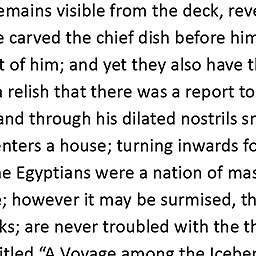 emains visible from the deck, reve
e carved the chief dish before him
t of him; and yet they also have t
a relish that there was a report to
and through his dilated nostrils sn
enters a house; turning inwards fo
he Egyptians were a nation of mas
; however it may be surmised, th
ks; are never troubled with the th
itled “A Voyage among the Iceber